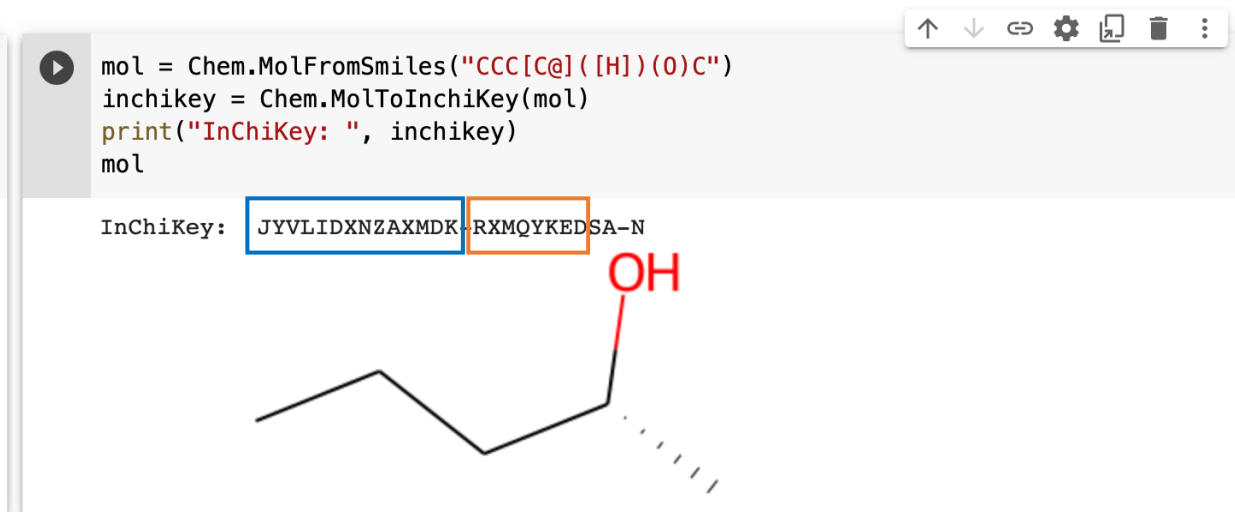 mol = Chem.MolFromSmiles("CCC[C@]([H])(O)C")
inchikey = Chem.MolToInchiKey(mol)
print("InChiKey: ", inchikey)
mol
InChiKey: JYVLIDXNZAXMDK-RXMQYKEDSA-N
OH